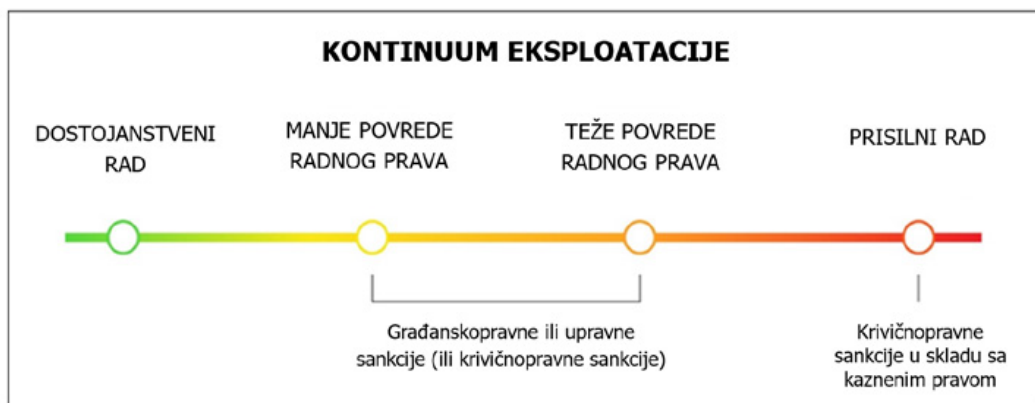 KONTINUUM EKSPLOATACIJE
DOSTOJANSTVENI
RAD
MANJE POVREDE
RADNOG PRAVA
TEŽE POVREDE
RADNOG PRAVA
PRISILNI RAD
Građanskopravne ili upravne
sankcije (ili krivičnopravne sankcije)
Krivičnopravne
sankcije u skladu sa
kaznenim pravom